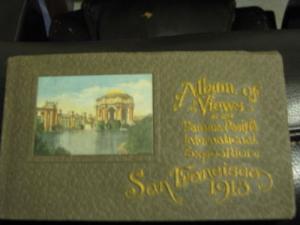 Album of
Views
of the
Panama Pacific
International
Exposition
San Francisco
1915